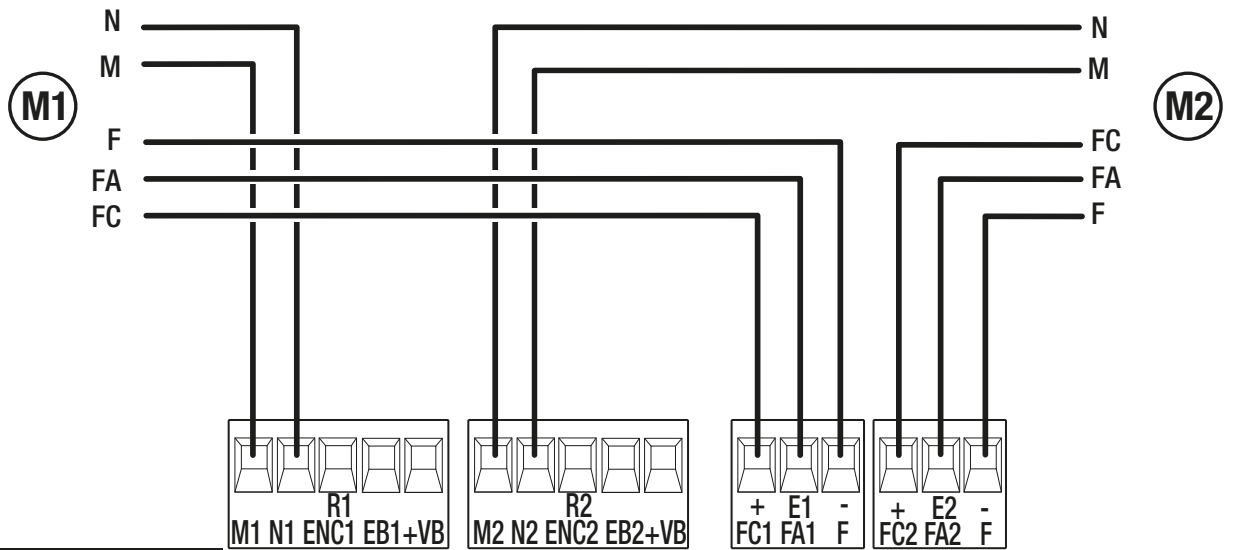 N
M
M1
F
FA
FC
N
M
M2
FC
FA
F
R1
M1 N1 ENC1 EB1+VB
R2
M2 N2 ENC2 EB2+VB
+ E1 -
FC1 FA1 F
+ E2 -
FC2 FA2 F